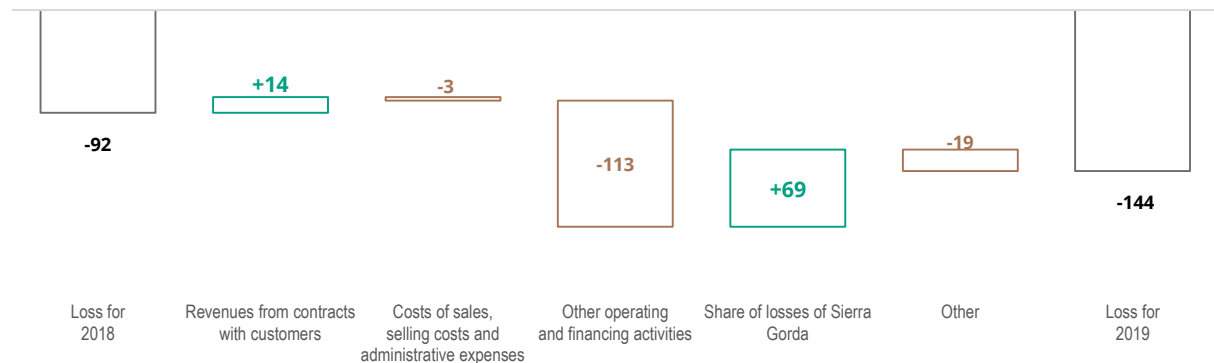 +14
-3
-92
-113
+69
-19
-144
Loss for
2018
Revenues from contracts
with customers
Costs of sales,
selling costs and
administrative expenses
Other operating
and financing activities
Share of losses of Sierra
Gorda
Other
Loss for
2019